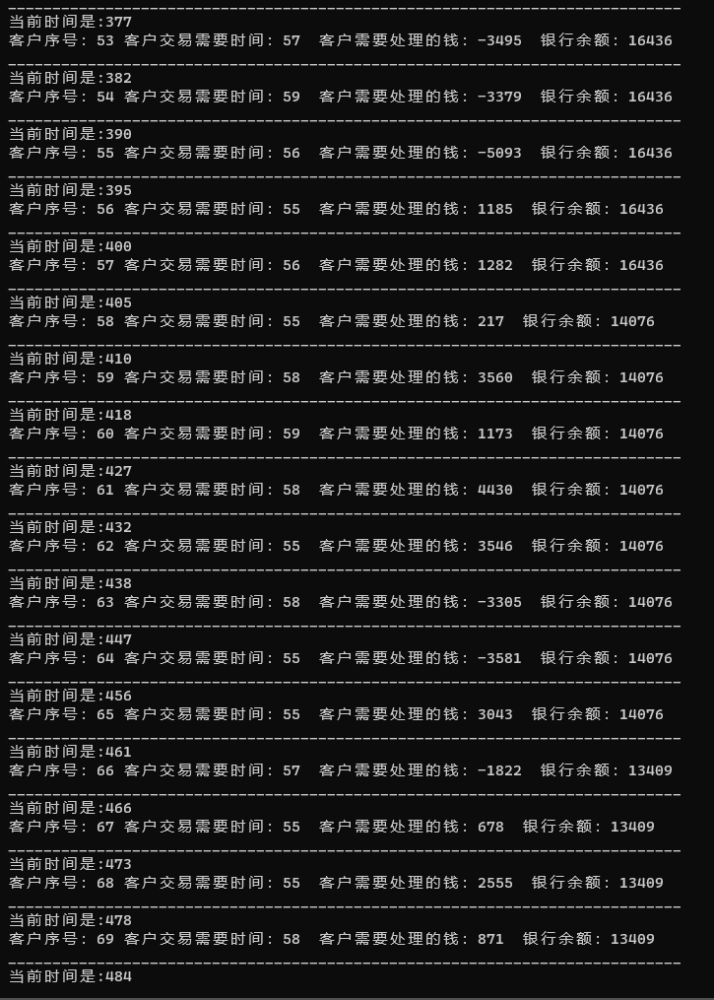 当前时间是:377
客户序号: 53 客户交易需要时间: 57  客户需要处理的钱: -3495  银行余额: 16436
当前时间是:382
客户序号: 54 客户交易需要时间: 59  客户需要处理的钱: -3379  银行余额: 16436
当前时间是:390
客户序号: 55 客户交易需要时间: 56  客户需要处理的钱: -5093  银行余额: 16436
当前时间是:395
客户序号: 56 客户交易需要时间: 55  客户需要处理的钱: 1185  银行余额: 16436
当前时间是:400
客户序号: 57 客户交易需要时间: 56  客户需要处理的钱: 1282  银行余额: 16436
当前时间是:405
客户序号: 58 客户交易需要时间: 55  客户需要处理的钱: 217  银行余额: 14076
当前时间是:410
客户序号: 59 客户交易需要时间: 58  客户需要处理的钱: 3560  银行余额: 14076
当前时间是:418
客户序号: 60 客户交易需要时间: 59  客户需要处理的钱: 1173  银行余额: 14076
当前时间是:427
客户序号: 61 客户交易需要时间: 58  客户需要处理的钱: 4430  银行余额: 14076
当前时间是:432
客户序号: 62 客户交易需要时间: 55  客户需要处理的钱: 3546  银行余额: 14076
当前时间是:438
客户序号: 63 客户交易需要时间: 58  客户需要处理的钱: -3305  银行余额: 14076
当前时间是:447
客户序号: 64 客户交易需要时间: 55  客户需要处理的钱: -3581  银行余额: 14076
当前时间是:456
客户序号: 65 客户交易需要时间: 55  客户需要处理的钱: 3043  银行余额: 14076
当前时间是:461
客户序号: 66 客户交易需要时间: 57  客户需要处理的钱: -1822  银行余额: 13409
当前时间是:466
客户序号: 67 客户交易需要时间: 55  客户需要处理的钱: 678  银行余额: 13409
当前时间是:473
客户序号: 68 客户交易需要时间: 55  客户需要处理的钱: 2555  银行余额: 13409
当前时间是:478
客户序号: 69 客户交易需要时间: 58  客户需要处理的钱: 871  银行余额: 13409
当前时间是:484